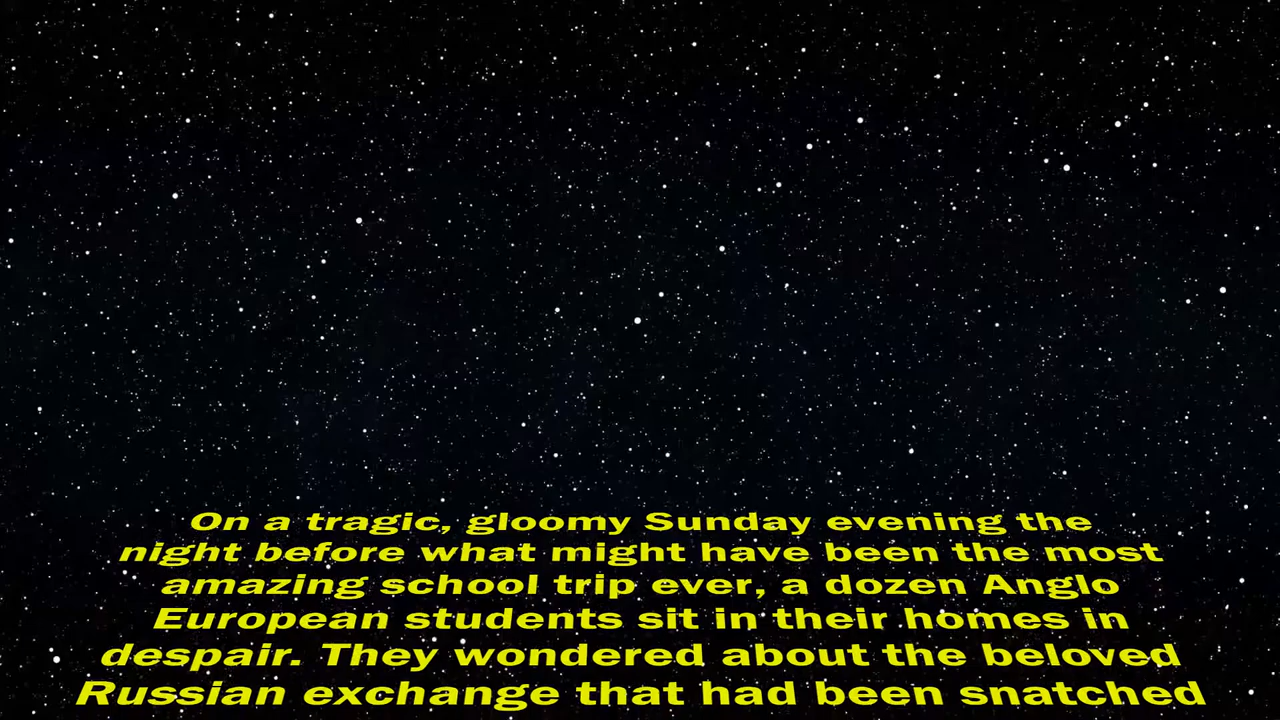 On a tragic, gloomy Sunday evening the
night before what might have been the most
amazing school trip ever, a dozen Anglo
European students sit in their homes in
despair. They wondered about the beloved
Russian exchange that had been snatched